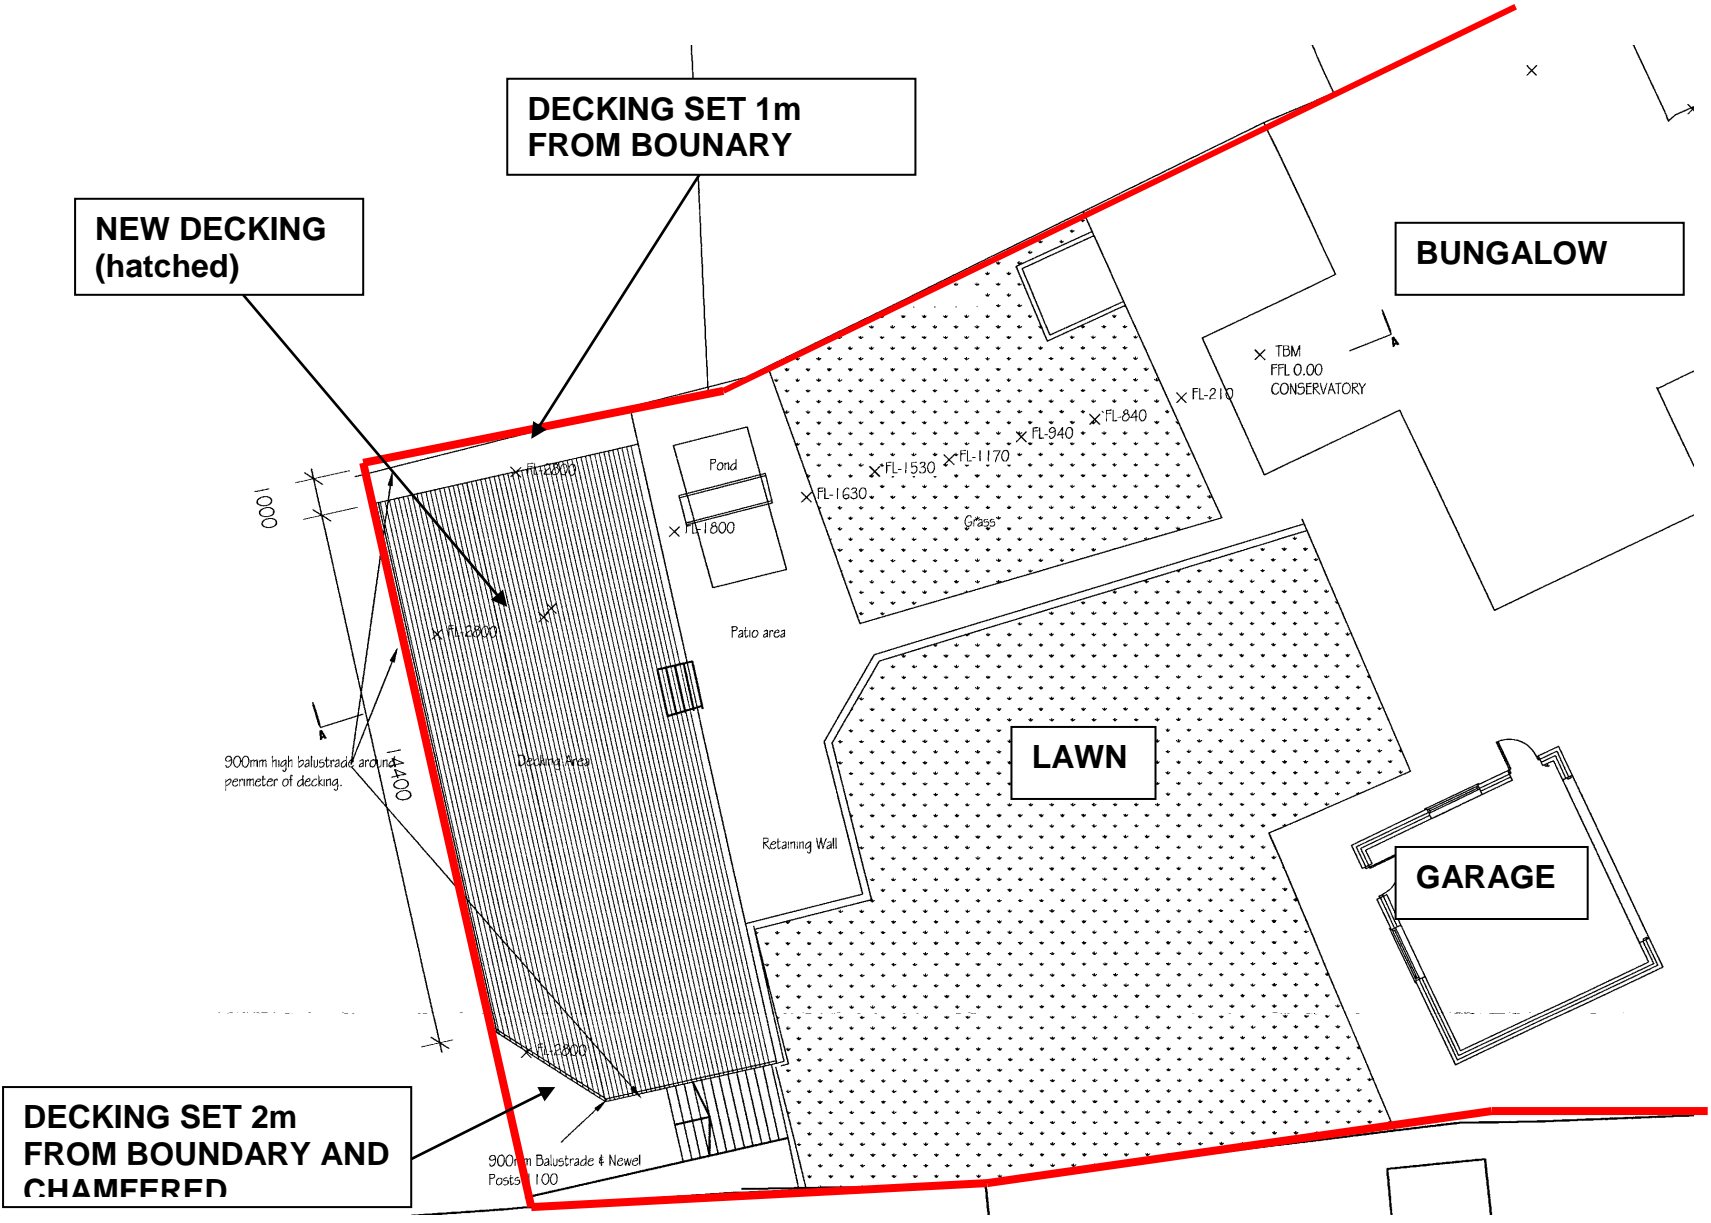 DECKING SET 1m
FROM BOUNARY
NEW DECKING
(hatched)
BUNGALOW
TBM
FFL 0.00
CONSERVATORY
A
FL-210
FL-840
FL-940
FL-1170
FL-1530
FL-1630
Grass
Pond
FL-1800
FL-2800
1000
FL-2800
Patio area
A
900mm high balustrade around
perimeter of decking.
14400
Decking Area
LAWN
Retaining Wall
GARAGE
FL-2800
DECKING SET 2m
FROM BOUNDARY AND
CHAMFERED
900mm Balustrade & Newel
Posts 1100